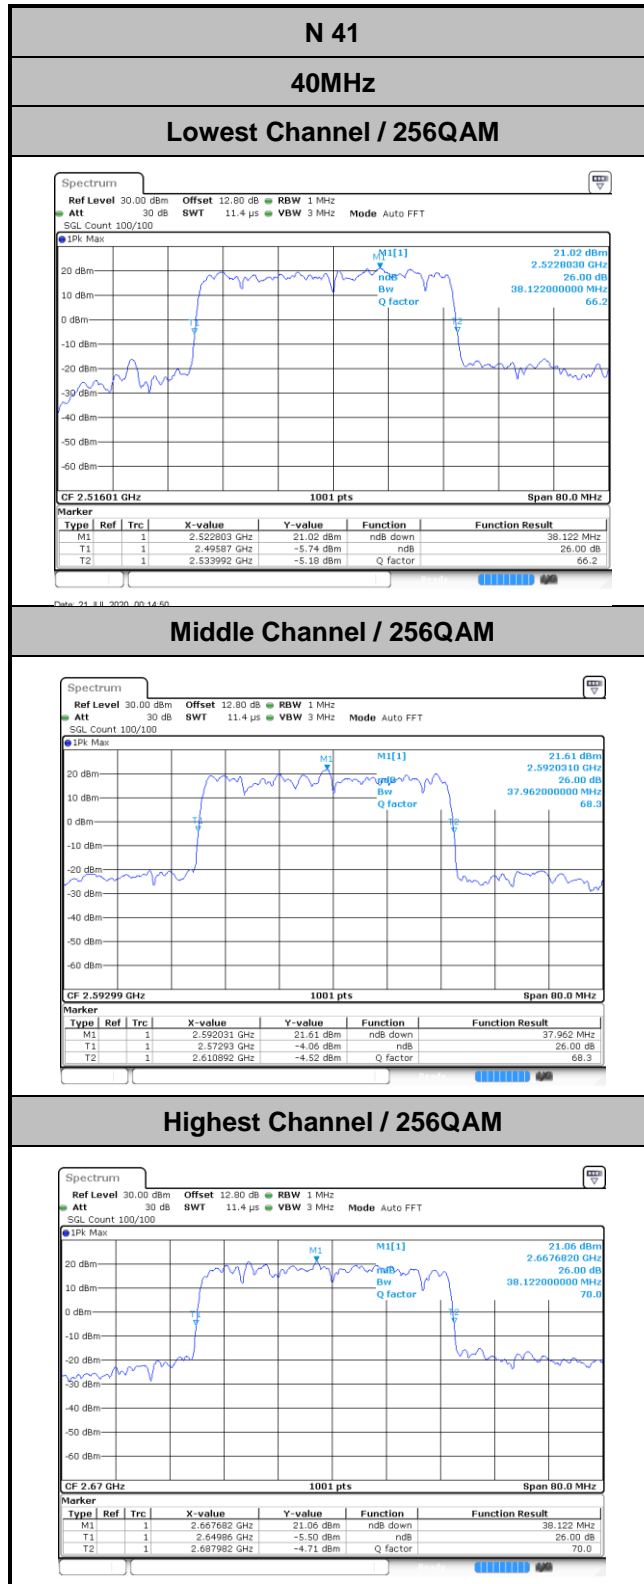 N 41
40MHz
Lowest Channel / 256QAM
Spectrum
Ref Level 30.00 dBm Offset 12.80 dB RBW 1 MHz
Att 30 dB SWT 11.4 µs VBW 3 MHz Mode Auto FFT
SGL Count 100/100
1Pk Max
M1[1] 21.02 dBm
2.5228030 GHz
M1
ndB 26.00 dB
20 dBm
Bw 38.122000000 MHz
10 dBm
Q factor 66.2
0 dBm
T1
T2
-10 dBm
-20 dBm
-30 dBm
-40 dBm
-50 dBm
-60 dBm
CF 2.51601 GHz 1001 pts Span 80.0 MHz
Marker
Type Ref Trc X-value Y-value Function Function Result
M1 1 2.522803 GHz 21.02 dBm ndB down 38.122 MHz
T1 1 2.49587 GHz -5.74 dBm ndB 26.00 dB
T2 1 2.533992 GHz -5.18 dBm Q factor 66.2
Date: 21.JUL.2020 00:14:50
Middle Channel / 256QAM
Spectrum
Ref Level 30.00 dBm Offset 12.80 dB RBW 1 MHz
Att 30 dB SWT 11.4 µs VBW 3 MHz Mode Auto FFT
SGL Count 100/100
1Pk Max
M1[1] 21.61 dBm
M1
2.5920310 GHz
20 dBm
ndB 26.00 dB
Bw 37.962000000 MHz
10 dBm
Q factor 68.3
0 dBm
T1
T2
-10 dBm
-20 dBm
-30 dBm
-40 dBm
-50 dBm
-60 dBm
CF 2.59299 GHz 1001 pts Span 80.0 MHz
Marker
Type Ref Trc X-value Y-value Function Function Result
M1 1 2.592031 GHz 21.61 dBm ndB down 37.962 MHz
T1 1 2.57293 GHz -4.06 dBm ndB 26.00 dB
T2 1 2.610892 GHz -4.52 dBm Q factor 68.3
Highest Channel / 256QAM
Spectrum
Ref Level 30.00 dBm Offset 12.80 dB RBW 1 MHz
Att 30 dB SWT 11.4 µs VBW 3 MHz Mode Auto FFT
SGL Count 100/100
1Pk Max
M1[1] 21.06 dBm
M1
2.6676820 GHz
20 dBm
ndB 26.00 dB
Bw 38.122000000 MHz
10 dBm
Q factor 70.0
0 dBm
T1
T2
-10 dBm
-20 dBm
-30 dBm
-40 dBm
-50 dBm
-60 dBm
CF 2.67 GHz 1001 pts Span 80.0 MHz
Marker
Type Ref Trc X-value Y-value Function Function Result
M1 1 2.667682 GHz 21.06 dBm ndB down 38.122 MHz
T1 1 2.64986 GHz -5.50 dBm ndB 26.00 dB
T2 1 2.687982 GHz -4.71 dBm Q factor 70.0